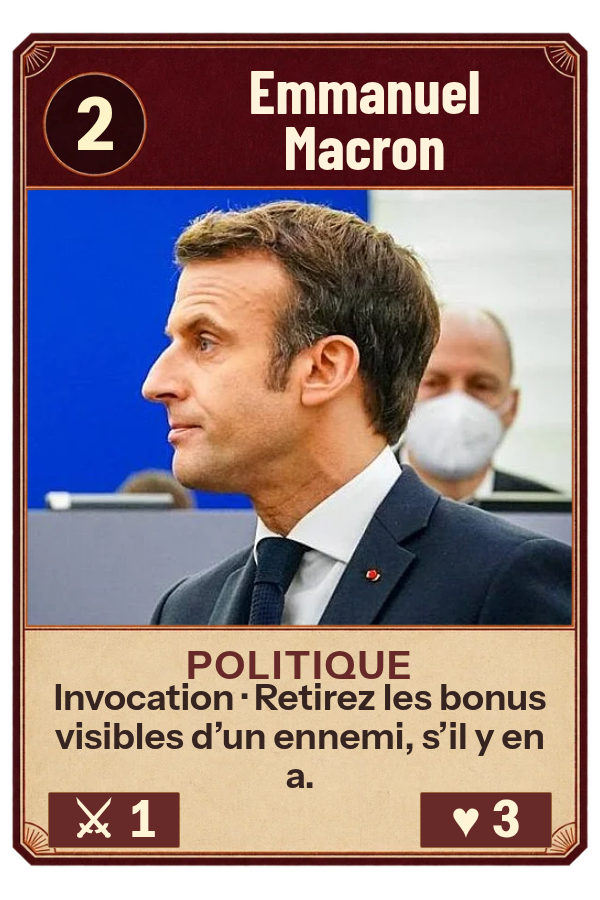 2
Emmanuel
Macron
POLITIQUE
Invocation · Retirez les bonus
visibles d’un ennemi, s’il y en
a.
1
3